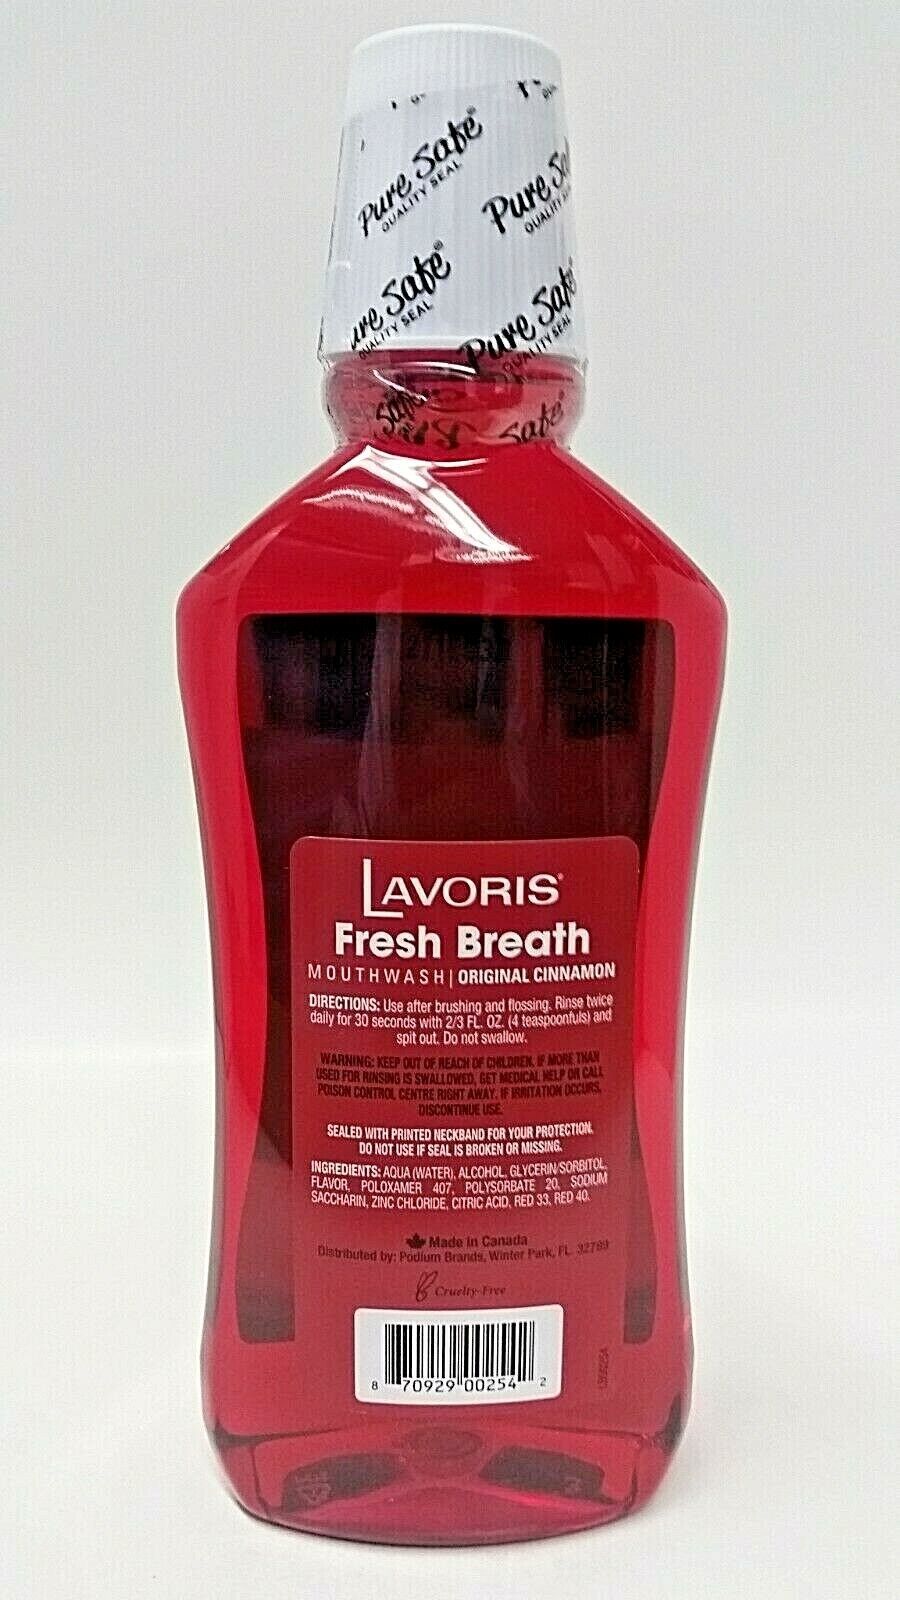 Pure Safe®
QUALITY SEAL
Pure Sa
QUALITY
ure Safe®
QUALITY SEAL
Pure Safe
QUALITY SEAL
Safe
Safe
LAVORIS®
Fresh Breath
MOUTHWASH | ORIGINAL CINNAMON
DIRECTIONS: Use after brushing and flossing. Rinse twice
daily for 30 seconds with 2/3 FL. OZ. (4 teaspoonfuls) and
spit out. Do not swallow.
WARNING: KEEP OUT OF REACH OF CHILDREN. IF MORE THAN
USED FOR RINSING IS SWALLOWED, GET MEDICAL HELP OR CALL
POISON CONTROL CENTRE RIGHT AWAY. IF IRRITATION OCCURS,
DISCONTINUE USE.
SEALED WITH PRINTED NECKBAND FOR YOUR PROTECTION.
DO NOT USE IF SEAL IS BROKEN OR MISSING.
INGREDIENTS: AQUA (WATER), ALCOHOL, GLYCERIN/SORBITOL,
FLAVOR, POLOXAMER 407, POLYSORBATE 20, SODIUM
SACCHARIN, ZINC CHLORIDE, CITRIC ACID, RED 33, RED 40.
Made in Canada
Distributed by: Podium Brands, Winter Park, FL. 32789
Cruelty-Free
8 70929 00254 2